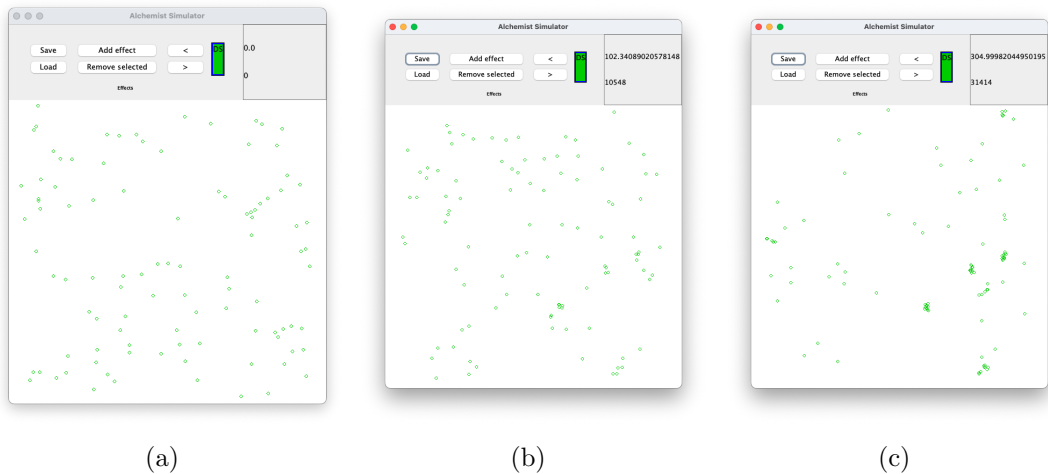 Alchemist Simulator
Save Add effect < DS 0.0
Load Remove selected > 0
Effects
Alchemist Simulator
Save Add effect < DS 102.34089020578148
Load Remove selected > 10548
Effects
Alchemist Simulator
Save Add effect < DS 304.99982044950195
Load Remove selected > 31414
Effects
(a) (b) (c)